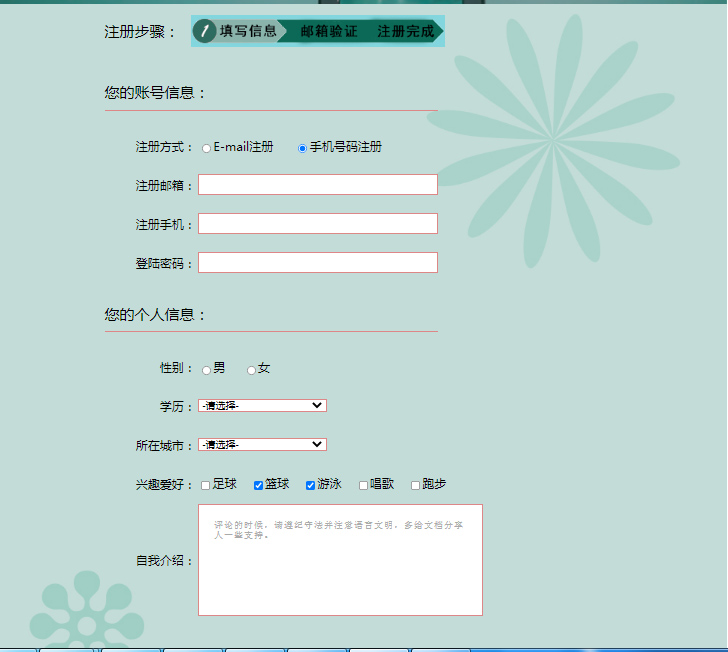 注册步骤： 1 填写信息 邮箱验证 注册完成
您的账号信息：
注册方式： E-mail注册 手机号码注册
注册邮箱：
注册手机：
登陆密码：
您的个人信息：
性别： 男 女
学历： -请选择-
所在城市： -请选择-
兴趣爱好： 足球 篮球 游泳 唱歌 跑步
评论的时候，请遵纪守法并注意语言文明，多给文档分享
人一些支持。
自我介绍：